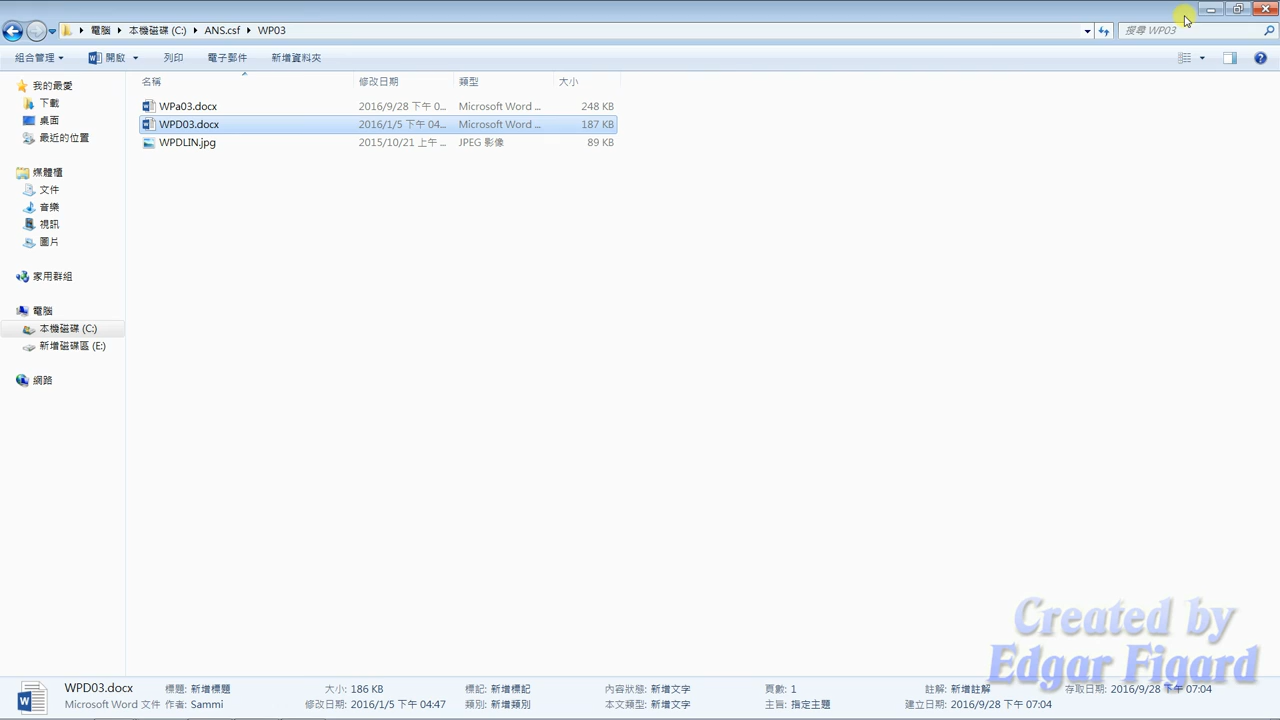 電腦 本機磁碟 (C:) ANS.csf WP03 搜尋 WP03
組合管理 開啟 列印 電子郵件 新增資料夾
我的最愛
下載
桌面
最近的位置
媒體櫃
文件
音樂
視訊
圖片
家用群組
電腦
本機磁碟 (C:)
新增磁碟區 (E:)
網路
名稱 修改日期 類型 大小
WPa03.docx 2016/9/28 下午 0... Microsoft Word ... 248 KB
WPD03.docx 2016/1/5 下午 04... Microsoft Word ... 187 KB
WPDLIN.jpg 2015/10/21 上午 ... JPEG 影像 89 KB
Created by
Edgar Figard
WPD03.docx 標題: 新增標題 大小: 186 KB 標記: 新增標記 內容狀態: 新增文字 頁數: 1 註解: 新增註解 存取日期: 2016/9/28 下午 07:04
Microsoft Word 文件 作者: Sammi 修改日期: 2016/1/5 下午 04:47 類別: 新增類別 本文類型: 新增文字 主旨: 指定主題 建立日期: 2016/9/28 下午 07:04